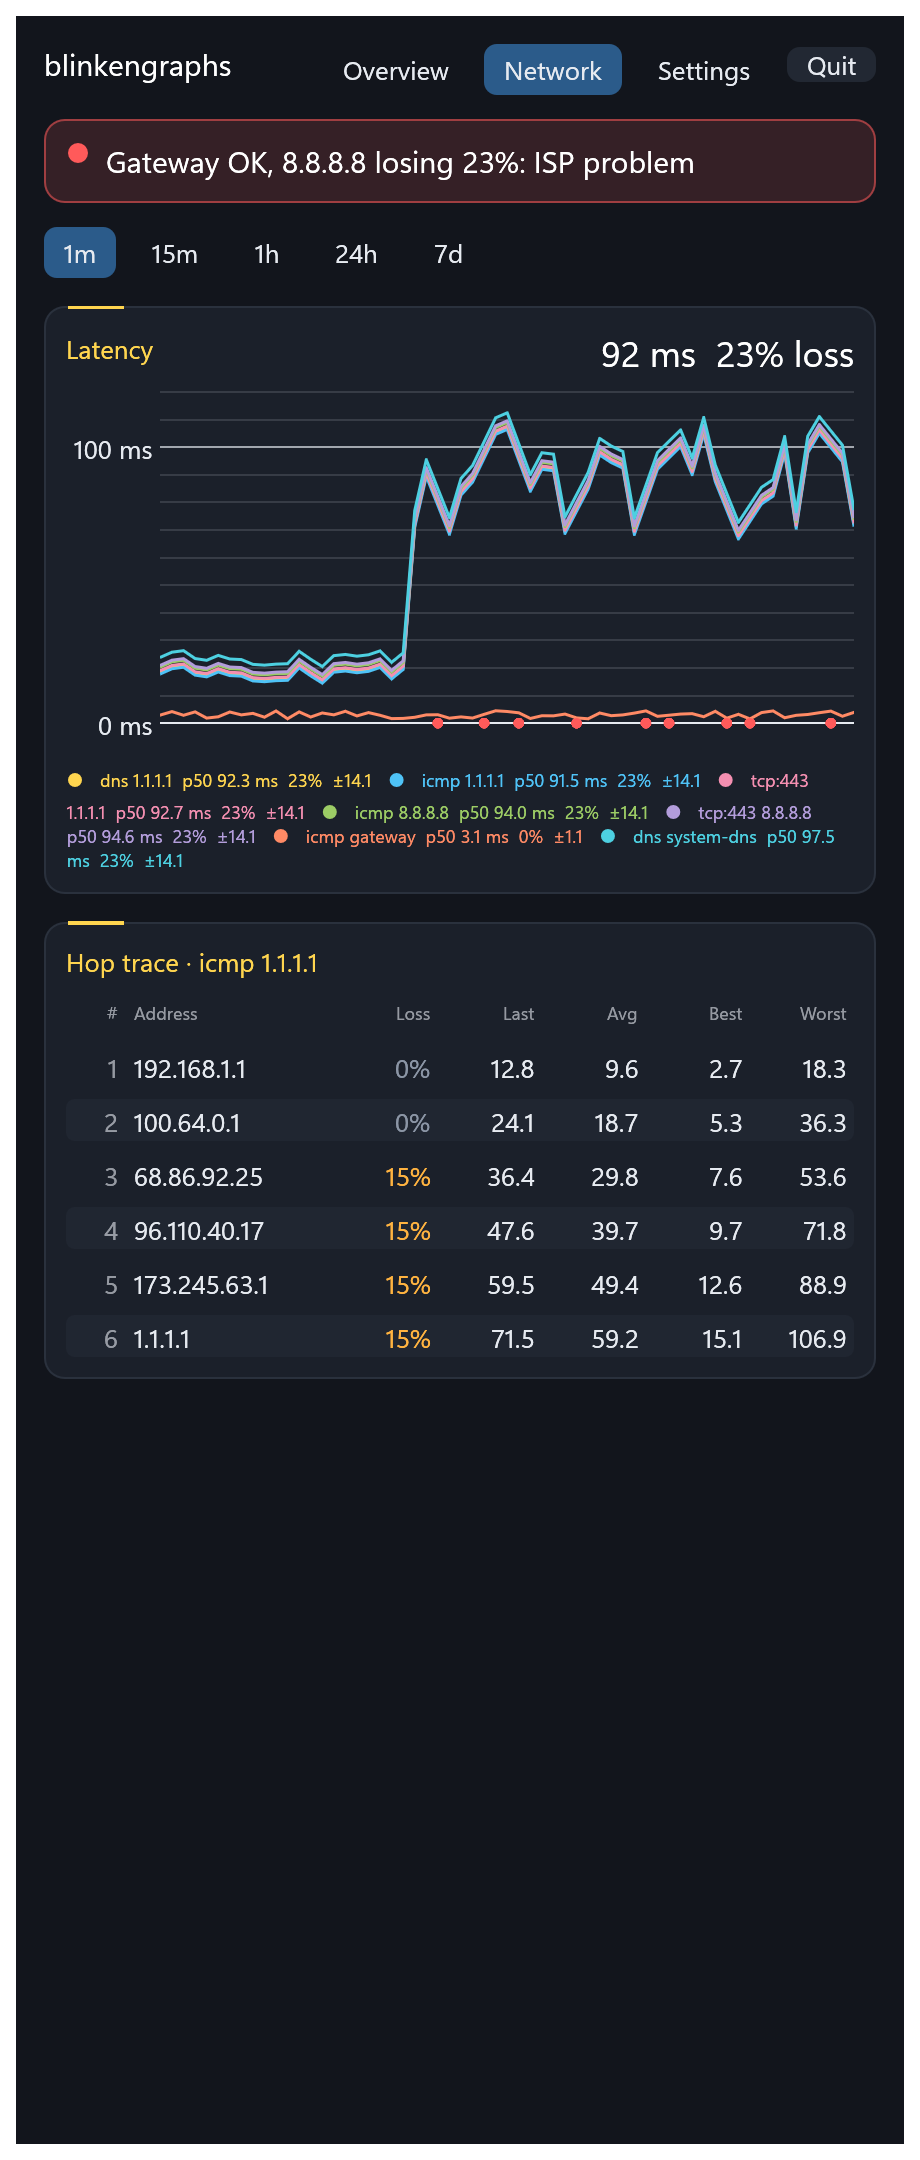 blinkengraphs Overview Network Settings Quit
Gateway OK, 8.8.8.8 losing 23%: ISP problem
1m 15m 1h 24h 7d
Latency 92 ms 23% loss
100 ms
0 ms
dns 1.1.1.1 p50 92.3 ms 23% ±14.1 icmp 1.1.1.1 p50 91.5 ms 23% ±14.1 tcp:443
1.1.1.1 p50 92.7 ms 23% ±14.1 icmp 8.8.8.8 p50 94.0 ms 23% ±14.1 tcp:443 8.8.8.8
p50 94.6 ms 23% ±14.1 icmp gateway p50 3.1 ms 0% ±1.1 dns system-dns p50 97.5
ms 23% ±14.1
Hop trace · icmp 1.1.1.1
# Address Loss Last Avg Best Worst
1 192.168.1.1 0% 12.8 9.6 2.7 18.3
2 100.64.0.1 0% 24.1 18.7 5.3 36.3
3 68.86.92.25 15% 36.4 29.8 7.6 53.6
4 96.110.40.17 15% 47.6 39.7 9.7 71.8
5 173.245.63.1 15% 59.5 49.4 12.6 88.9
6 1.1.1.1 15% 71.5 59.2 15.1 106.9